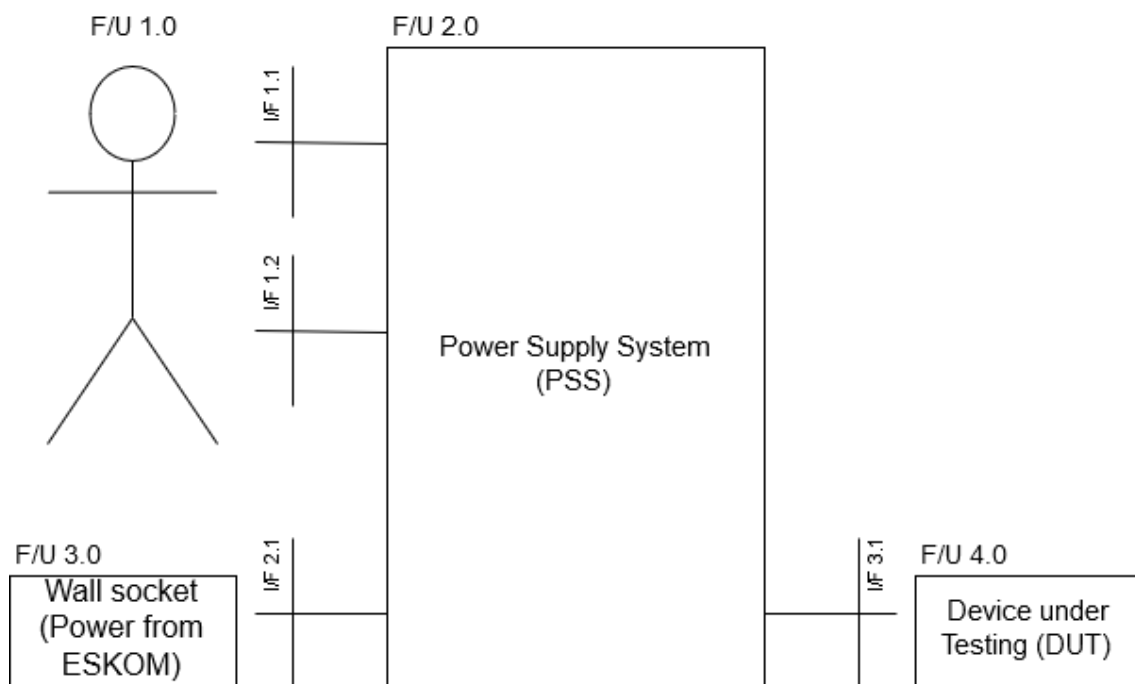 F/U 1.0
F/U 2.0
I/F 1.1
I/F 1.2
Power Supply System
(PSS)
F/U 3.0
Wall socket
(Power from
ESKOM)
I/F 2.1
I/F 3.1
F/U 4.0
Device under
Testing (DUT)